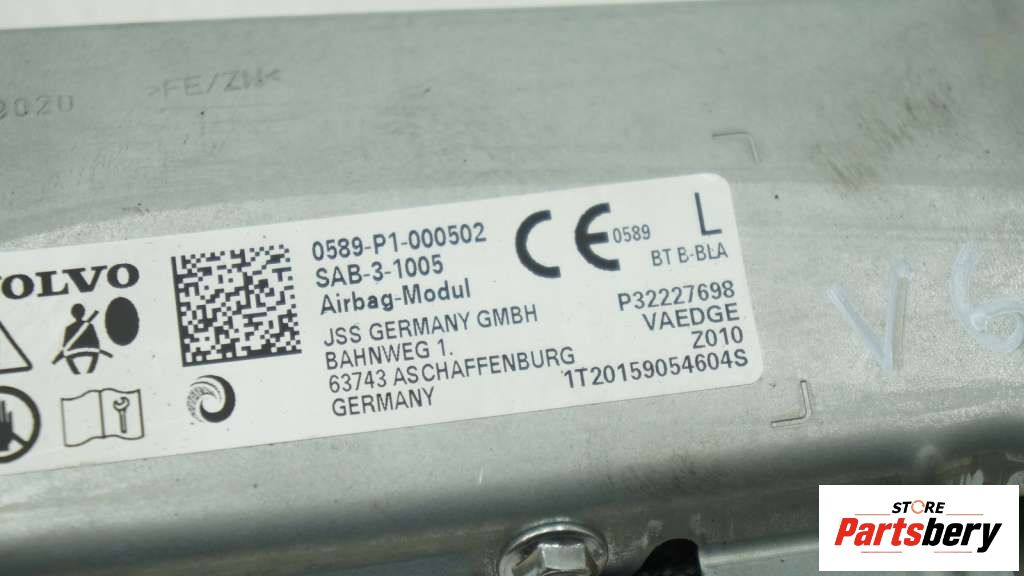 >FE/ZN<
VOLVO
0589-P1-000502
SAB-3-1005
Airbag-Modul
JSS GERMANY GMBH
BAHNWEG 1.
63743 ASCHAFFENBURG
GERMANY
CE 0589
L
BT B-BLA
P32227698
VAEDGE
Z010
1T20159054604S
V6
STORE
Partsbery